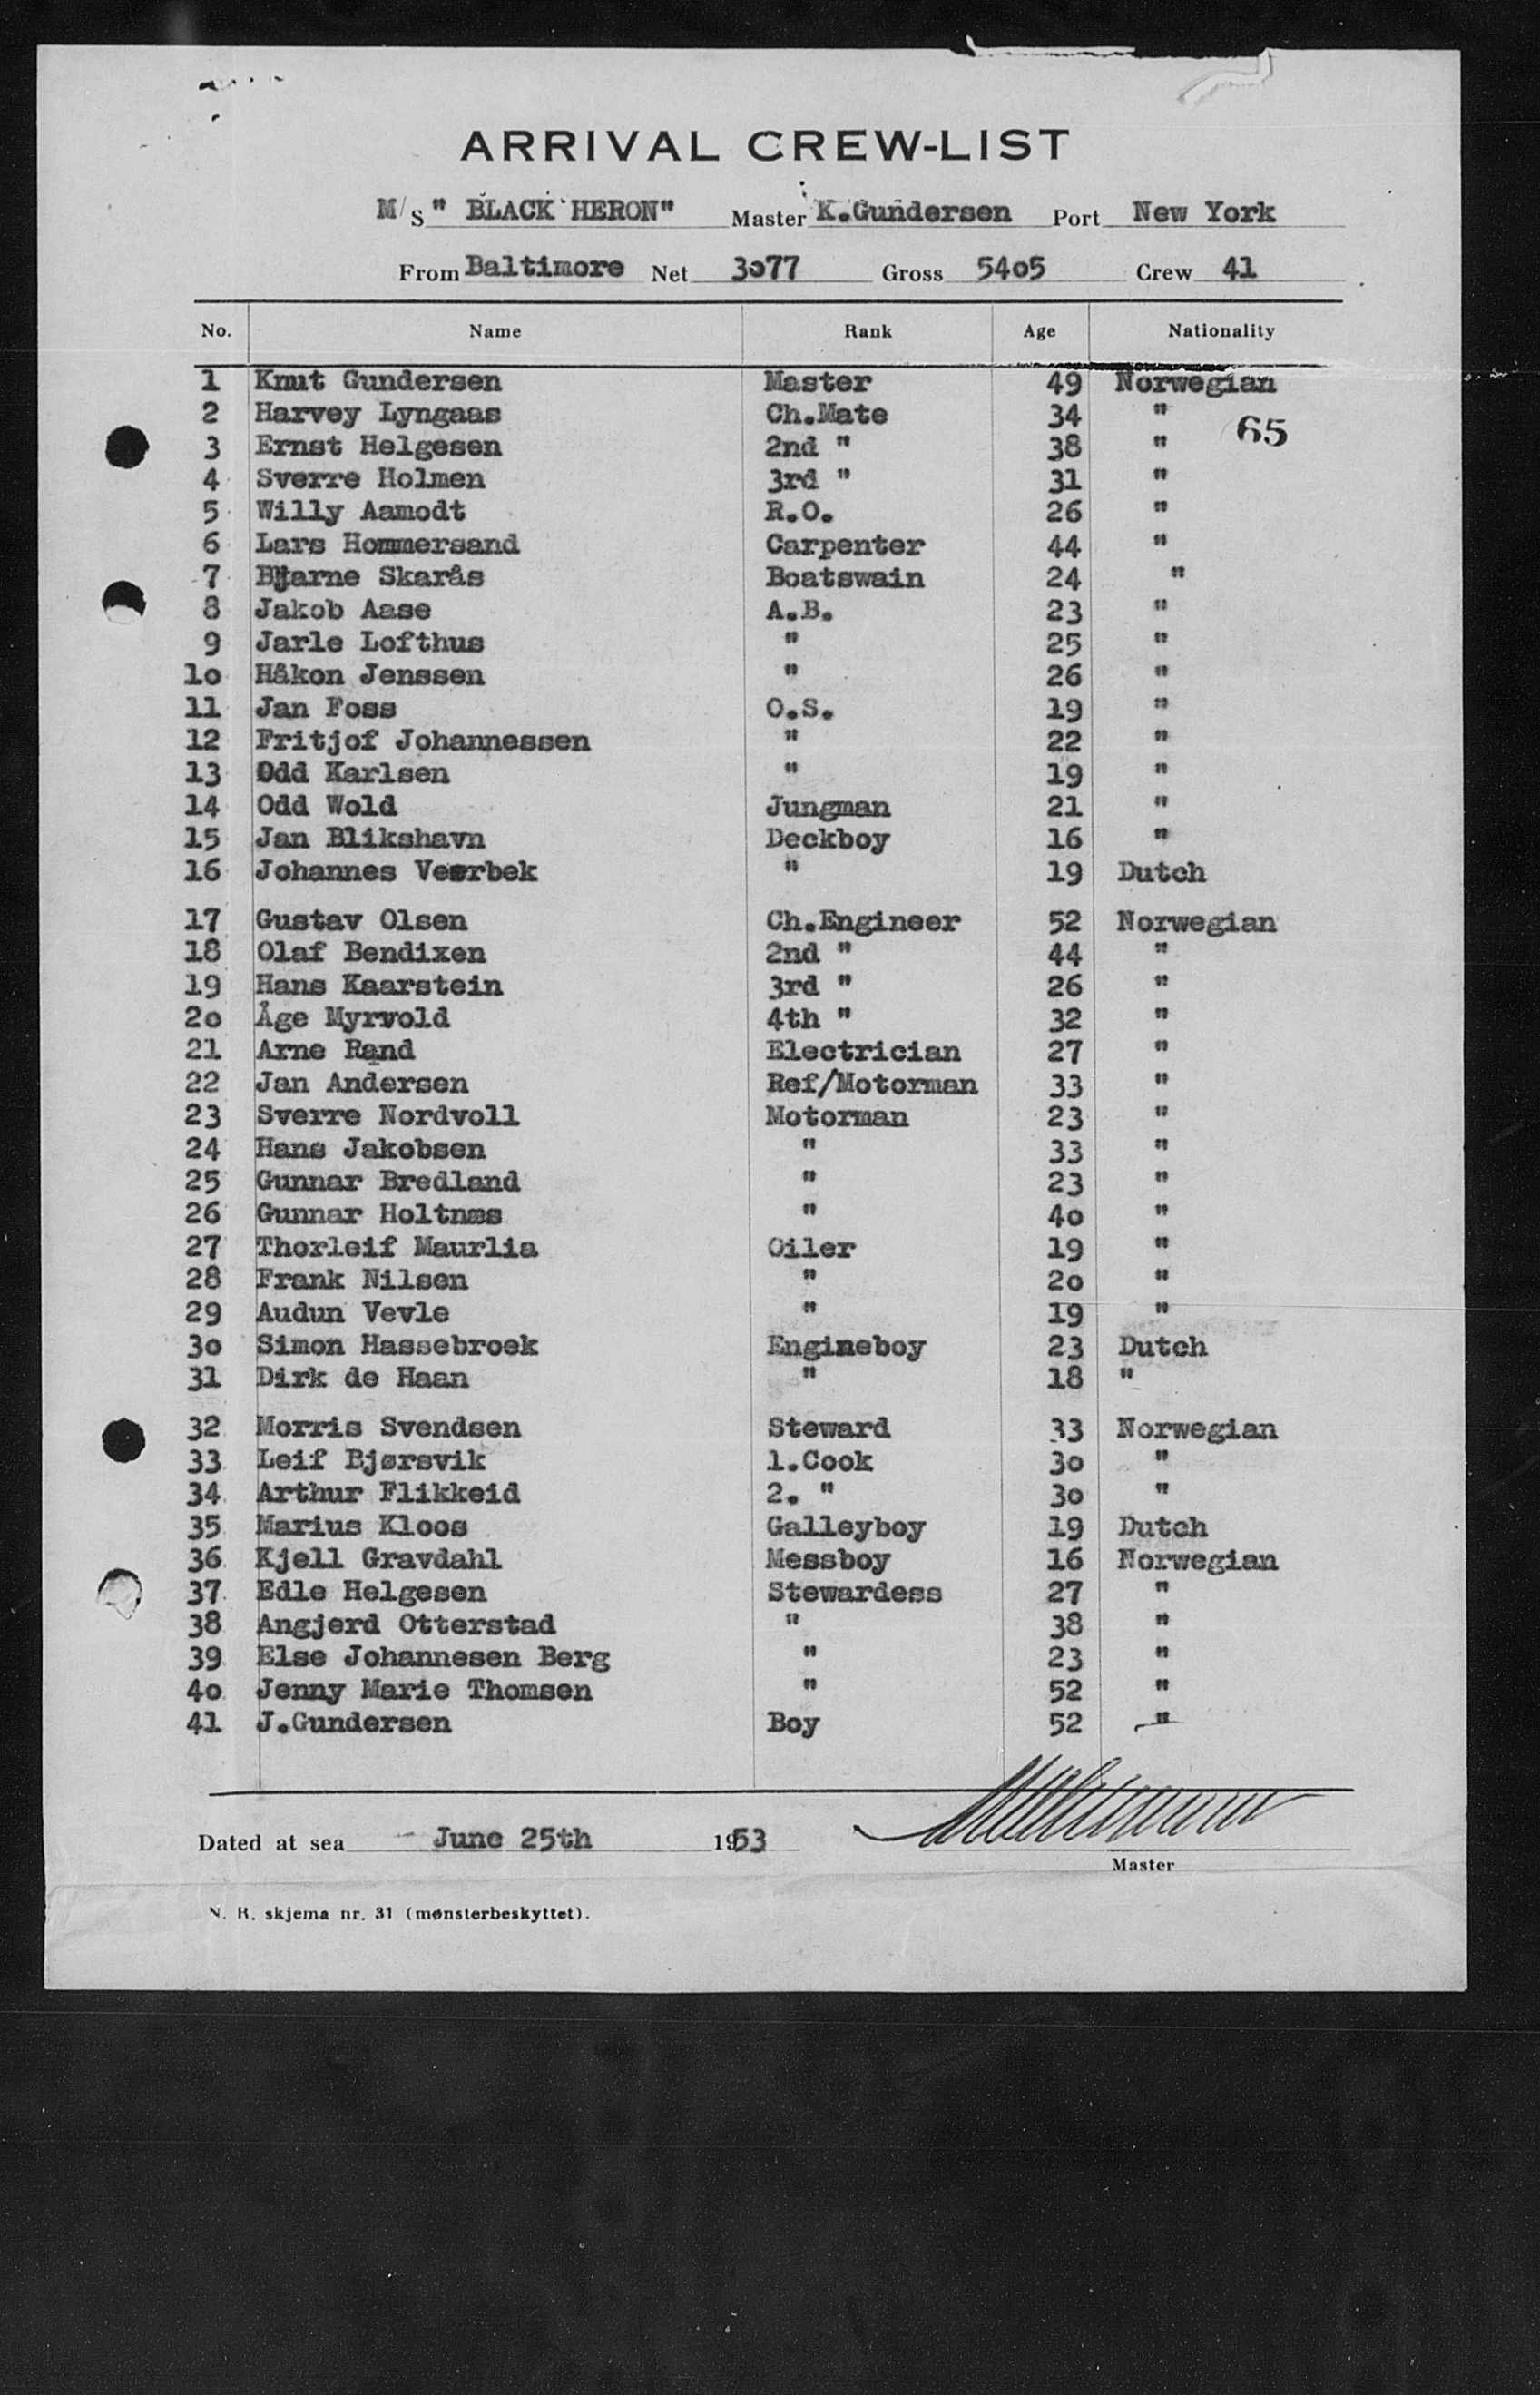 ARRIVAL CREW-LIST
M/S " BLACK HERON" Master K.Gundersen Port New York
From Baltimore Net 3o77 Gross 54o5 Crew 41
No. Name Rank Age Nationality
1 Knut Gundersen Master 49 Norwegian
2 Harvey Lyngaas Ch.Mate 34 "
65
3 Ernst Helgesen 2nd " 38 "
4 Sverre Holmen 3rd " 31 "
5 Willy Aamodt R.O. 26 "
6 Lars Hommersand Carpenter 44 "
7 Bjarne Skarås Boatswain 24 "
8 Jakob Aase A.B. 23 "
9 Jarle Lofthus " 25 "
1o Håkon Jenssen " 26 "
11 Jan Foss O.S. 19 "
12 Fritjof Johannessen " 22 "
13 Odd Karlsen " 19 "
14 Odd Wold Jungman 21 "
15 Jan Blikshavn Deckboy 16 "
16 Johannes Veerbek " 19 Dutch
17 Gustav Olsen Ch.Engineer 52 Norwegian
18 Olaf Bendixen 2nd " 44 "
19 Hans Kaarstein 3rd " 26 "
2o Åge Myrvold 4th " 32 "
21 Arne Rand Electrician 27 "
22 Jan Andersen Ref/Motorman 33 "
23 Sverre Nordvoll Motorman 23 "
24 Hans Jakobsen " 33 "
25 Gunnar Bredland " 23 "
26 Gunnar Holtnæs " 4o "
27 Thorleif Maurlia Oiler 19 "
28 Frank Nilsen " 2o "
29 Audun Vevle " 19 "
3o Simon Hassebroek Engineboy 23 Dutch
31 Dirk de Haan " 18 "
32 Morris Svendsen Steward 33 Norwegian
33 Leif Bjørsvik 1.Cook 3o "
34 Arthur Flikkeid 2. " 3o "
35 Marius Kloos Galleyboy 19 Dutch
36 Kjell Gravdahl Messboy 16 Norwegian
37 Edle Helgesen Stewardess 27 "
38 Angjerd Otterstad " 38 "
39 Else Johannesen Berg " 23 "
4o Jenny Marie Thomsen " 52 "
41 J.Gundersen Boy 52 "
Dated at sea June 25th 1953
Master
N. R. skjema nr. 31 (mønsterbeskyttet).